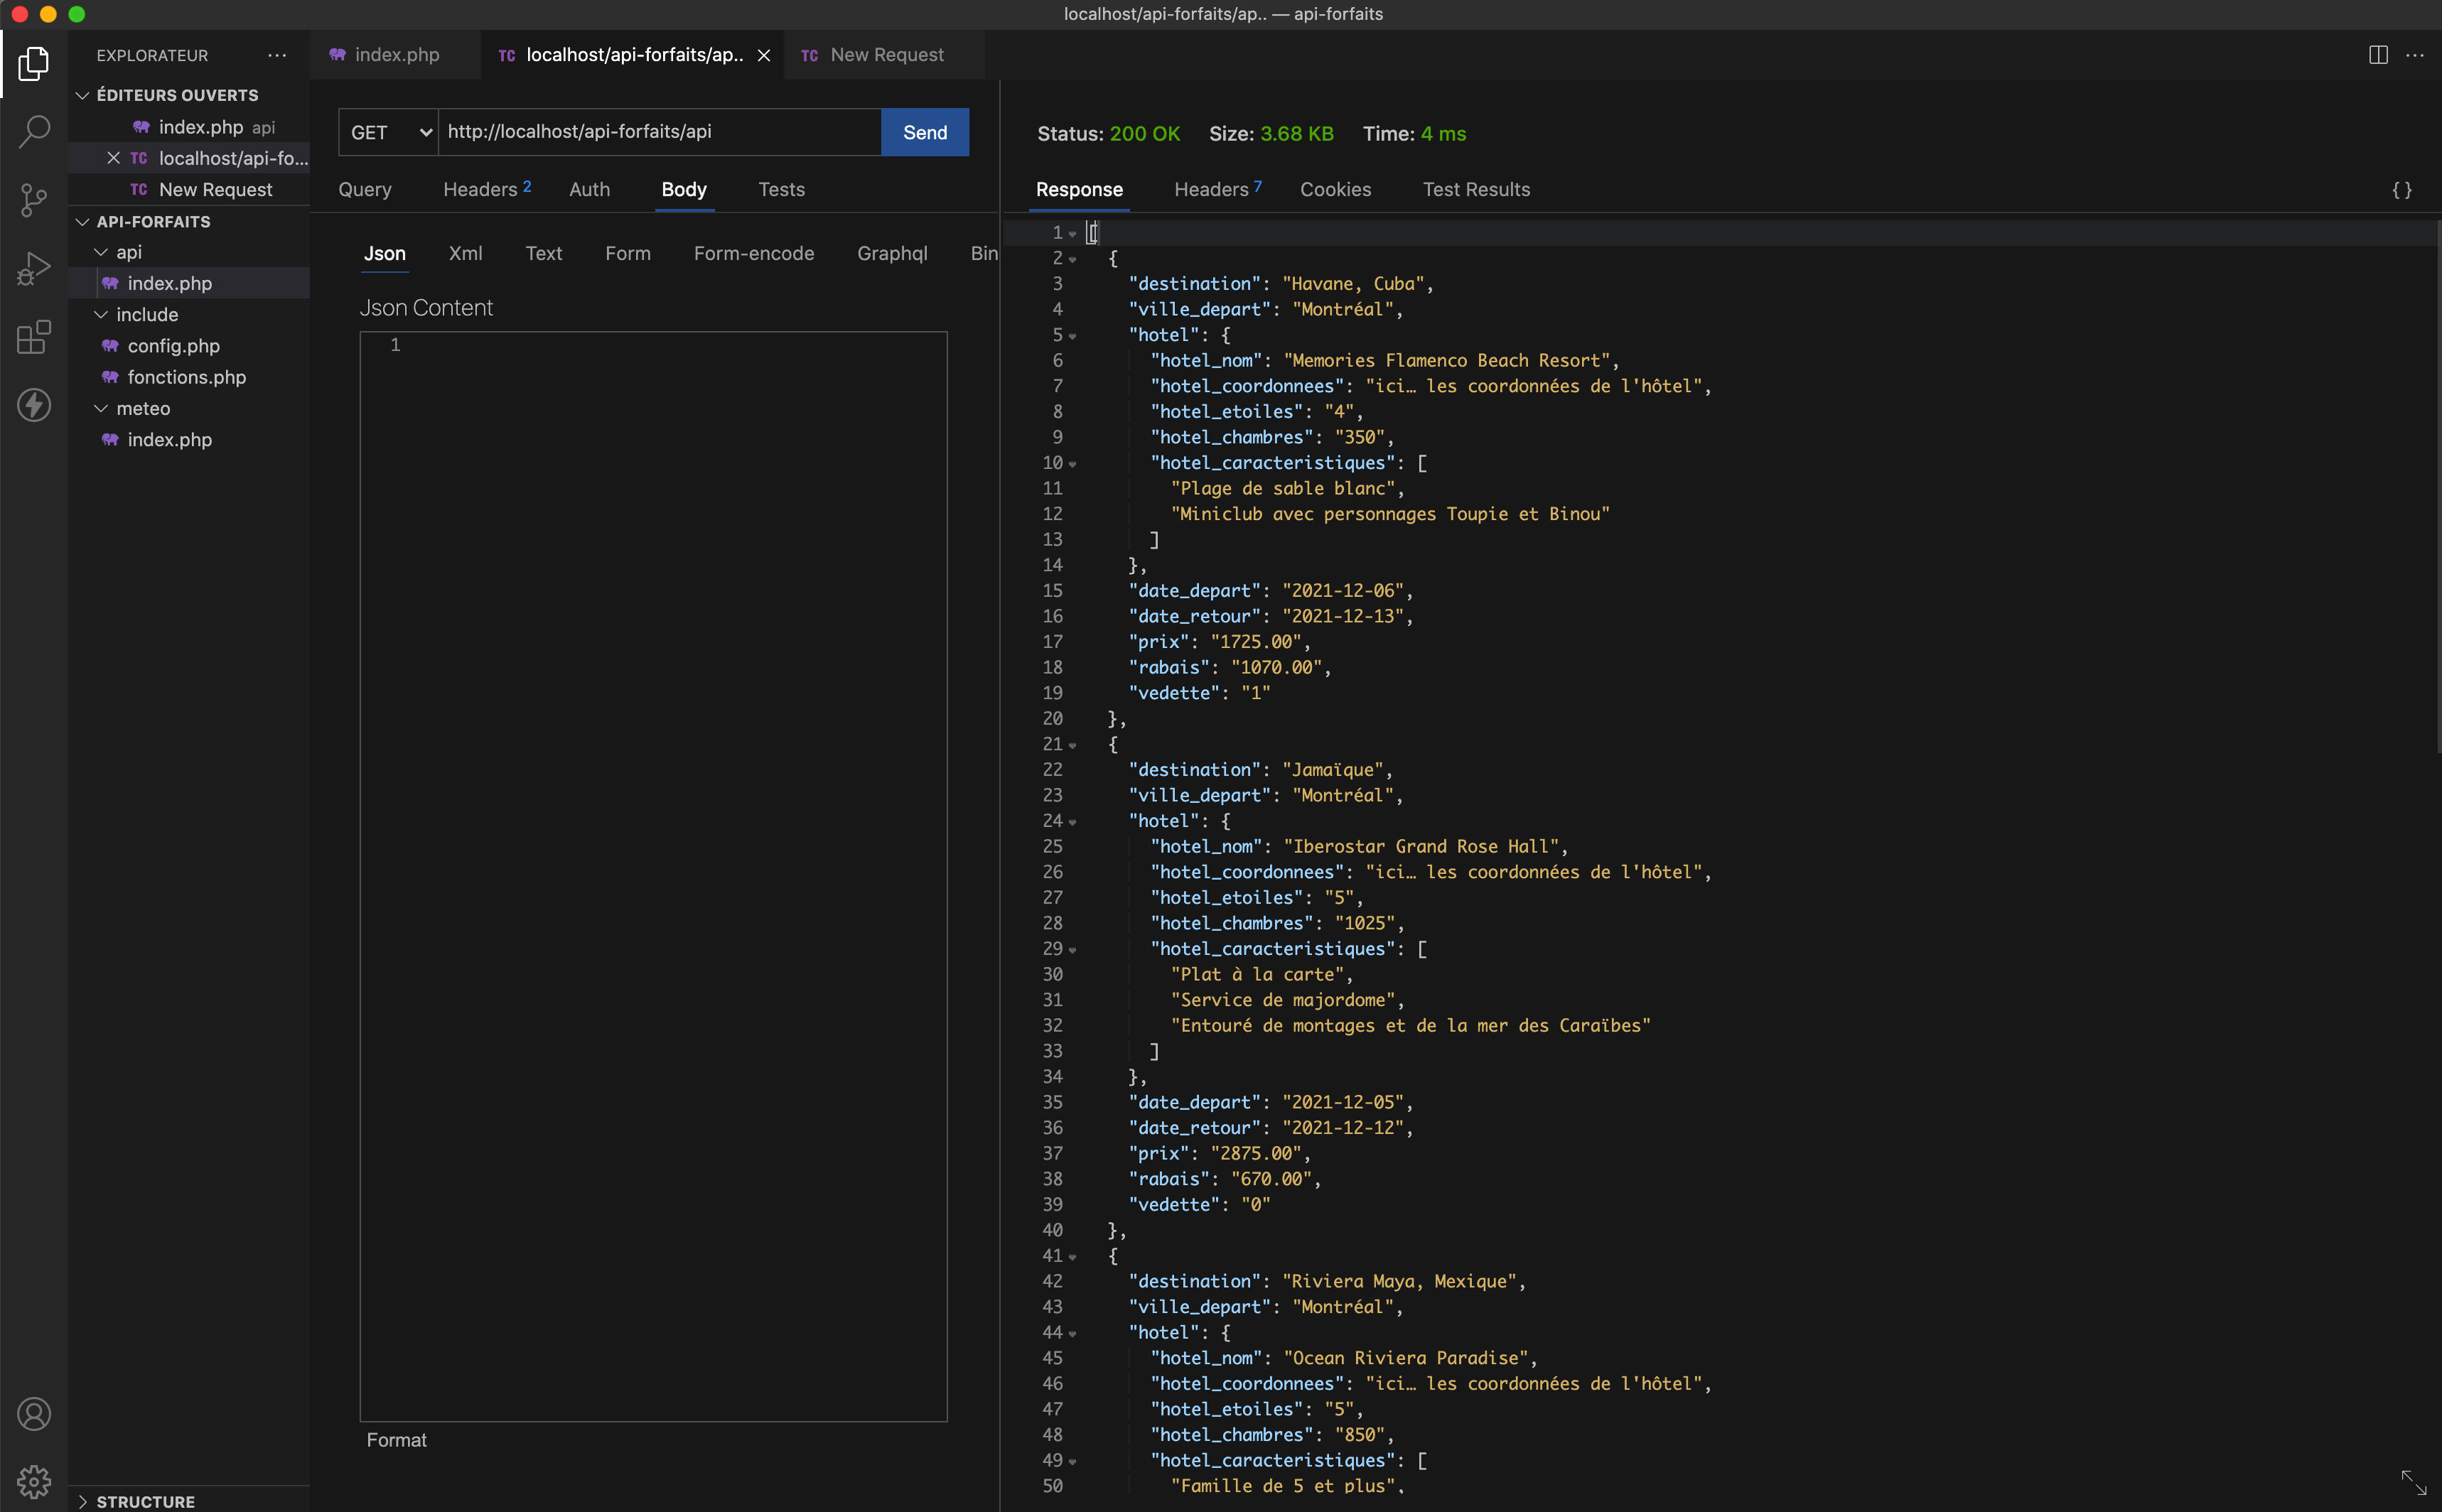 localhost/api-forfaits/ap.. — api-forfaits
EXPLORATEUR ···
ÉDITEURS OUVERTS
index.php api
TC localhost/api-fo...
TC New Request
API-FORFAITS
api
index.php
include
config.php
fonctions.php
meteo
index.php
STRUCTURE
index.php
TC localhost/api-forfaits/ap..
TC New Request
GET http://localhost/api-forfaits/api Send
Query Headers 2 Auth Body Tests
Json Xml Text Form Form-encode Graphql Bin
Json Content
1
Format
Status: 200 OK Size: 3.68 KB Time: 4 ms
Response Headers 7 Cookies Test Results { }
1 [
2 {
3 "destination": "Havane, Cuba",
4 "ville_depart": "Montréal",
5 "hotel": {
6 "hotel_nom": "Memories Flamenco Beach Resort",
7 "hotel_coordonnees": "ici… les coordonnées de l'hôtel",
8 "hotel_etoiles": "4",
9 "hotel_chambres": "350",
10 "hotel_caracteristiques": [
11 "Plage de sable blanc",
12 "Miniclub avec personnages Toupie et Binou"
13 ]
14 },
15 "date_depart": "2021-12-06",
16 "date_retour": "2021-12-13",
17 "prix": "1725.00",
18 "rabais": "1070.00",
19 "vedette": "1"
20 },
21 {
22 "destination": "Jamaïque",
23 "ville_depart": "Montréal",
24 "hotel": {
25 "hotel_nom": "Iberostar Grand Rose Hall",
26 "hotel_coordonnees": "ici… les coordonnées de l'hôtel",
27 "hotel_etoiles": "5",
28 "hotel_chambres": "1025",
29 "hotel_caracteristiques": [
30 "Plat à la carte",
31 "Service de majordome",
32 "Entouré de montages et de la mer des Caraïbes"
33 ]
34 },
35 "date_depart": "2021-12-05",
36 "date_retour": "2021-12-12",
37 "prix": "2875.00",
38 "rabais": "670.00",
39 "vedette": "0"
40 },
41 {
42 "destination": "Riviera Maya, Mexique",
43 "ville_depart": "Montréal",
44 "hotel": {
45 "hotel_nom": "Ocean Riviera Paradise",
46 "hotel_coordonnees": "ici… les coordonnées de l'hôtel",
47 "hotel_etoiles": "5",
48 "hotel_chambres": "850",
49 "hotel_caracteristiques": [
50 "Famille de 5 et plus",